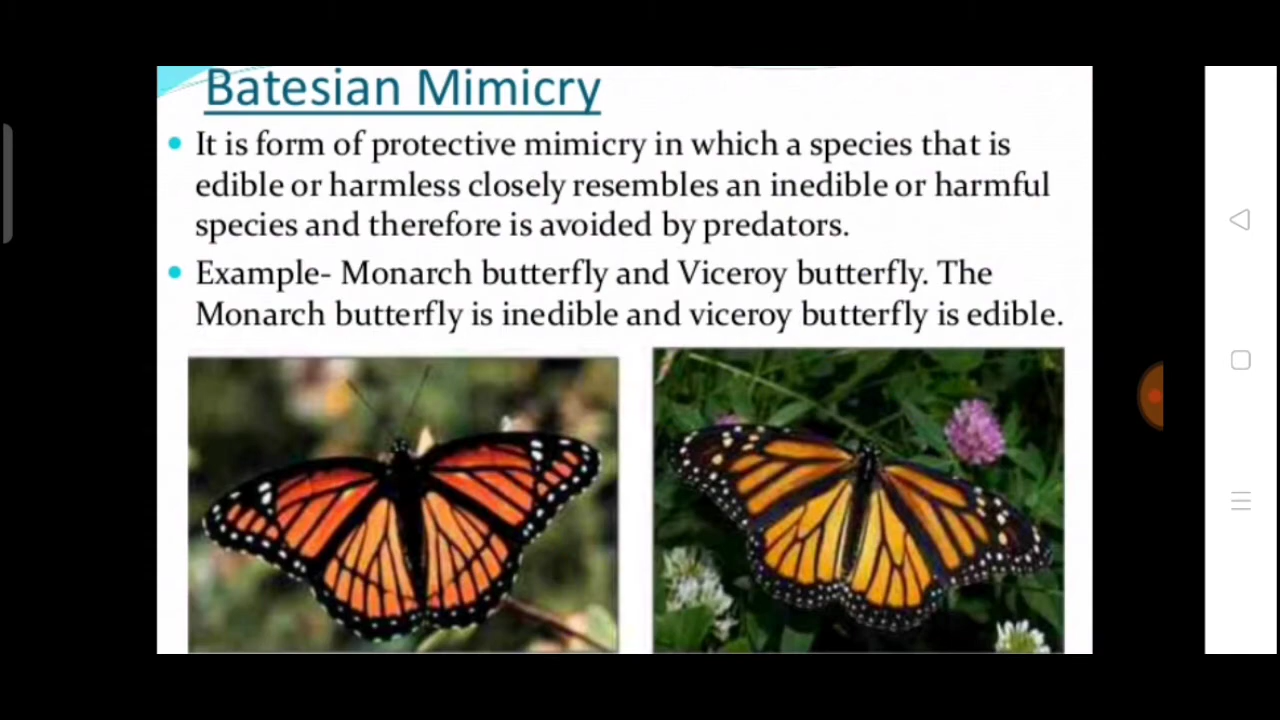 Batesian Mimicry
It is form of protective mimicry in which a species that is
edible or harmless closely resembles an inedible or harmful
species and therefore is avoided by predators.
Example- Monarch butterfly and Viceroy butterfly. The
Monarch butterfly is inedible and viceroy butterfly is edible.